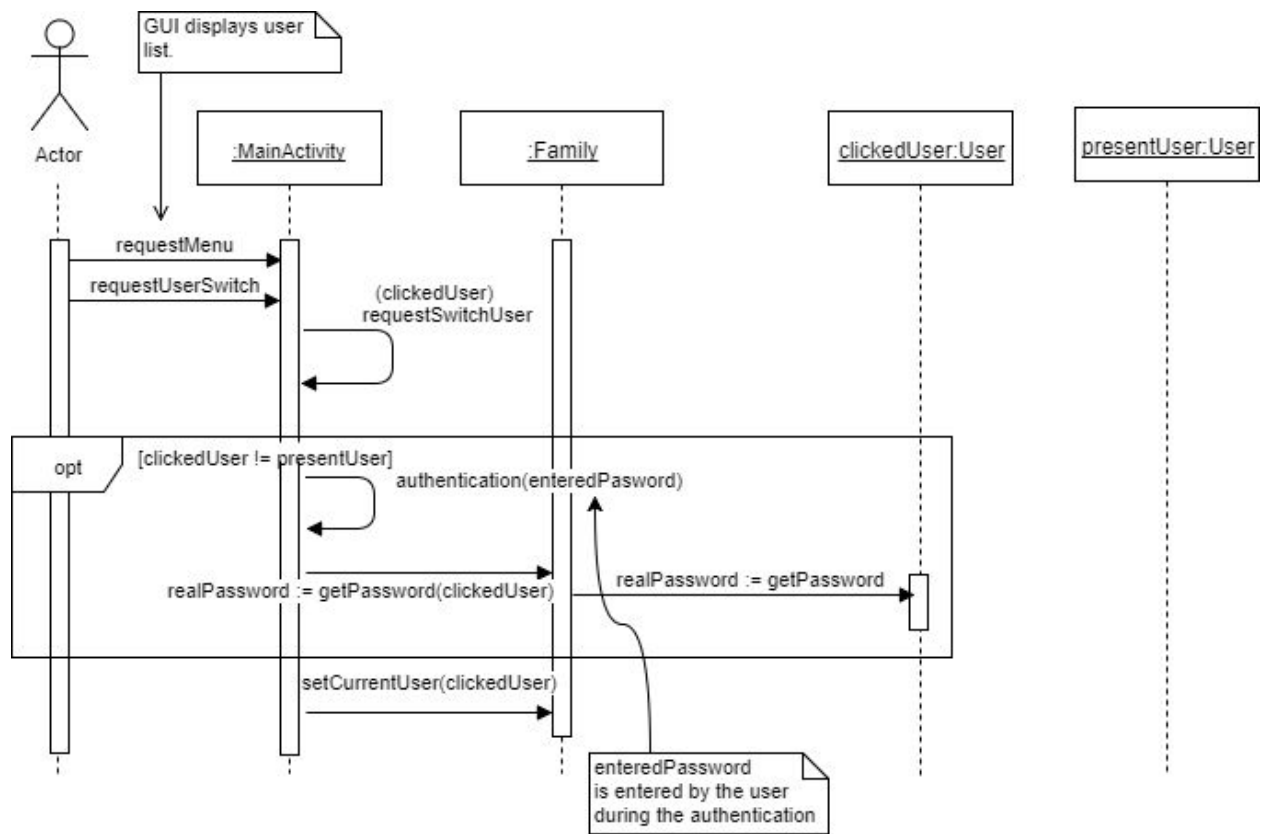 GUI displays user
list.
Actor
:MainActivity
:Family
clickedUser:User
presentUser:User
requestMenu
requestUserSwitch
(clickedUser)
requestSwitchUser
opt
[clickedUser != presentUser]
authentication(enteredPasword)
realPassword := getPassword(clickedUser)
realPassword := getPassword
setCurrentUser(clickedUser)
enteredPassword
is entered by the user
during the authentication